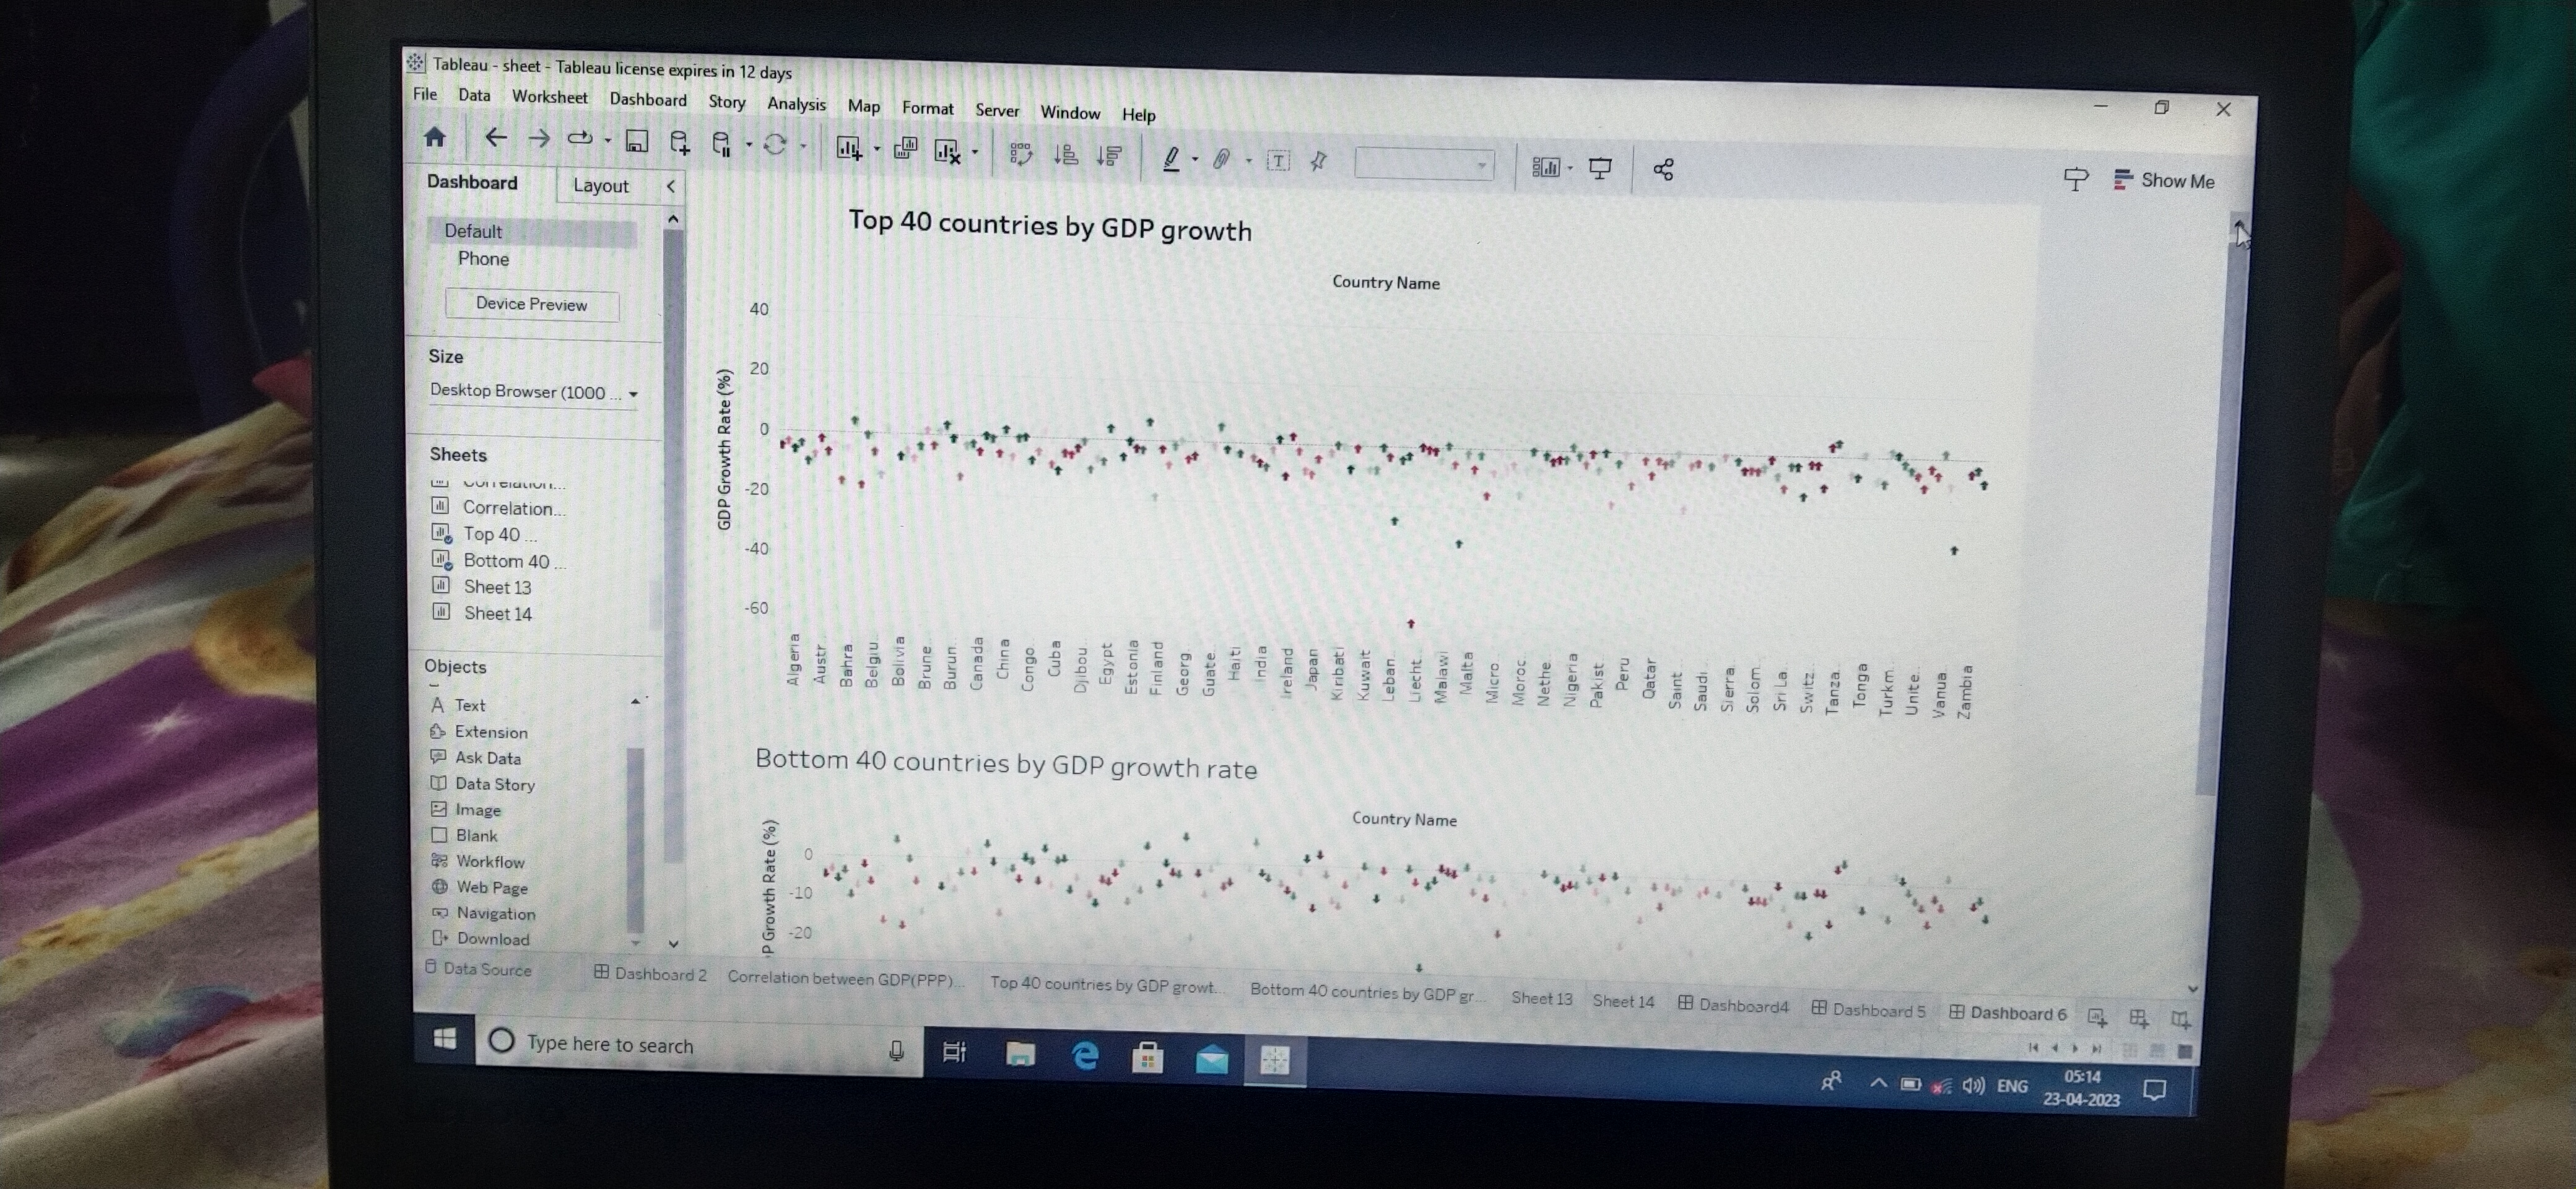 Tableau - sheet - Tableau license expires in 12 days
File Data Worksheet Dashboard Story Analysis Map Format Server Window Help
Show Me
Dashboard Layout
Default
Phone
Device Preview
Size
Desktop Browser (1000 ...
Sheets
Correlation...
Top 40 ...
Bottom 40 ...
Sheet 13
Sheet 14
Objects
Text
Extension
Ask Data
Data Story
Image
Blank
Workflow
Web Page
Navigation
Download
Top 40 countries by GDP growth
Country Name
GDP Growth Rate (%)
40
20
0
-20
-40
-60
Algeria
Austr..
Bahra..
Belgiu..
Bolivia
Brune..
Burun..
Canada
China
Congo..
Cuba
Djibou..
Egypt
Estonia
Finland
Georg..
Guate..
Haiti
India
Ireland
Japan
Kiribati
Kuwait
Leban..
Liecht..
Malawi
Malta
Micro..
Moroc..
Nethe..
Nigeria
Pakist..
Peru
Qatar
Saint ..
Saudi ..
Sierra..
Solom..
Sri La..
Switz..
Tanza..
Tonga
Turkm..
Unite..
Vanua..
Zambia
Bottom 40 countries by GDP growth rate
Country Name
P Growth Rate (%)
0
-10
-20
Data Source Dashboard 2 Correlation between GDP(PPP)... Top 40 countries by GDP growt... Bottom 40 countries by GDP gr... Sheet 13 Sheet 14 Dashboard4 Dashboard 5 Dashboard 6
Type here to search
ENG
05:14
23-04-2023